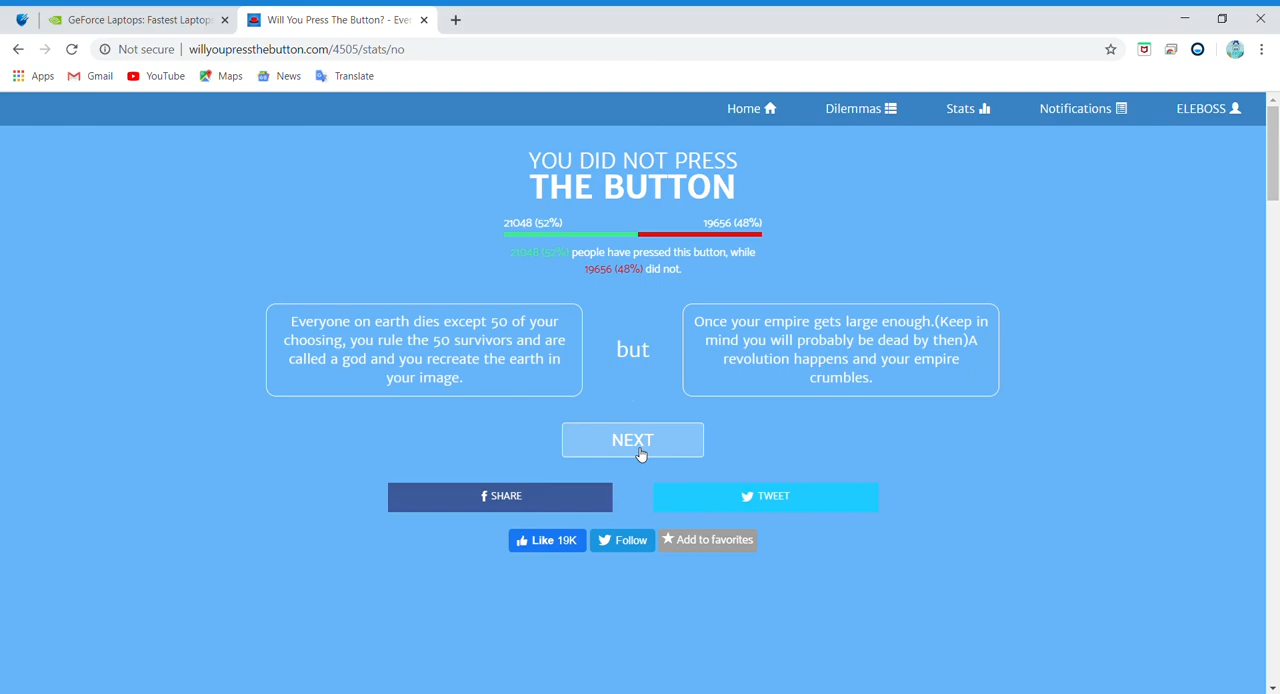 GeForce Laptops: Fastest Laptops
Will You Press The Button? - Eve
Not secure | willyoupressthebutton.com/4505/stats/no
Apps Gmail YouTube Maps News Translate
Home Dilemmas Stats Notifications ELEBOSS
YOU DID NOT PRESS
THE BUTTON
21048 (52%) 19656 (48%)
21048 (52%) people have pressed this button, while
19656 (48%) did not.
Everyone on earth dies except 50 of your
choosing, you rule the 50 survivors and are
called a god and you recreate the earth in
your image.
but
Once your empire gets large enough.(Keep in
mind you will probably be dead by then)A
revolution happens and your empire
crumbles.
NEXT
SHARE TWEET
Like 19K Follow Add to favorites